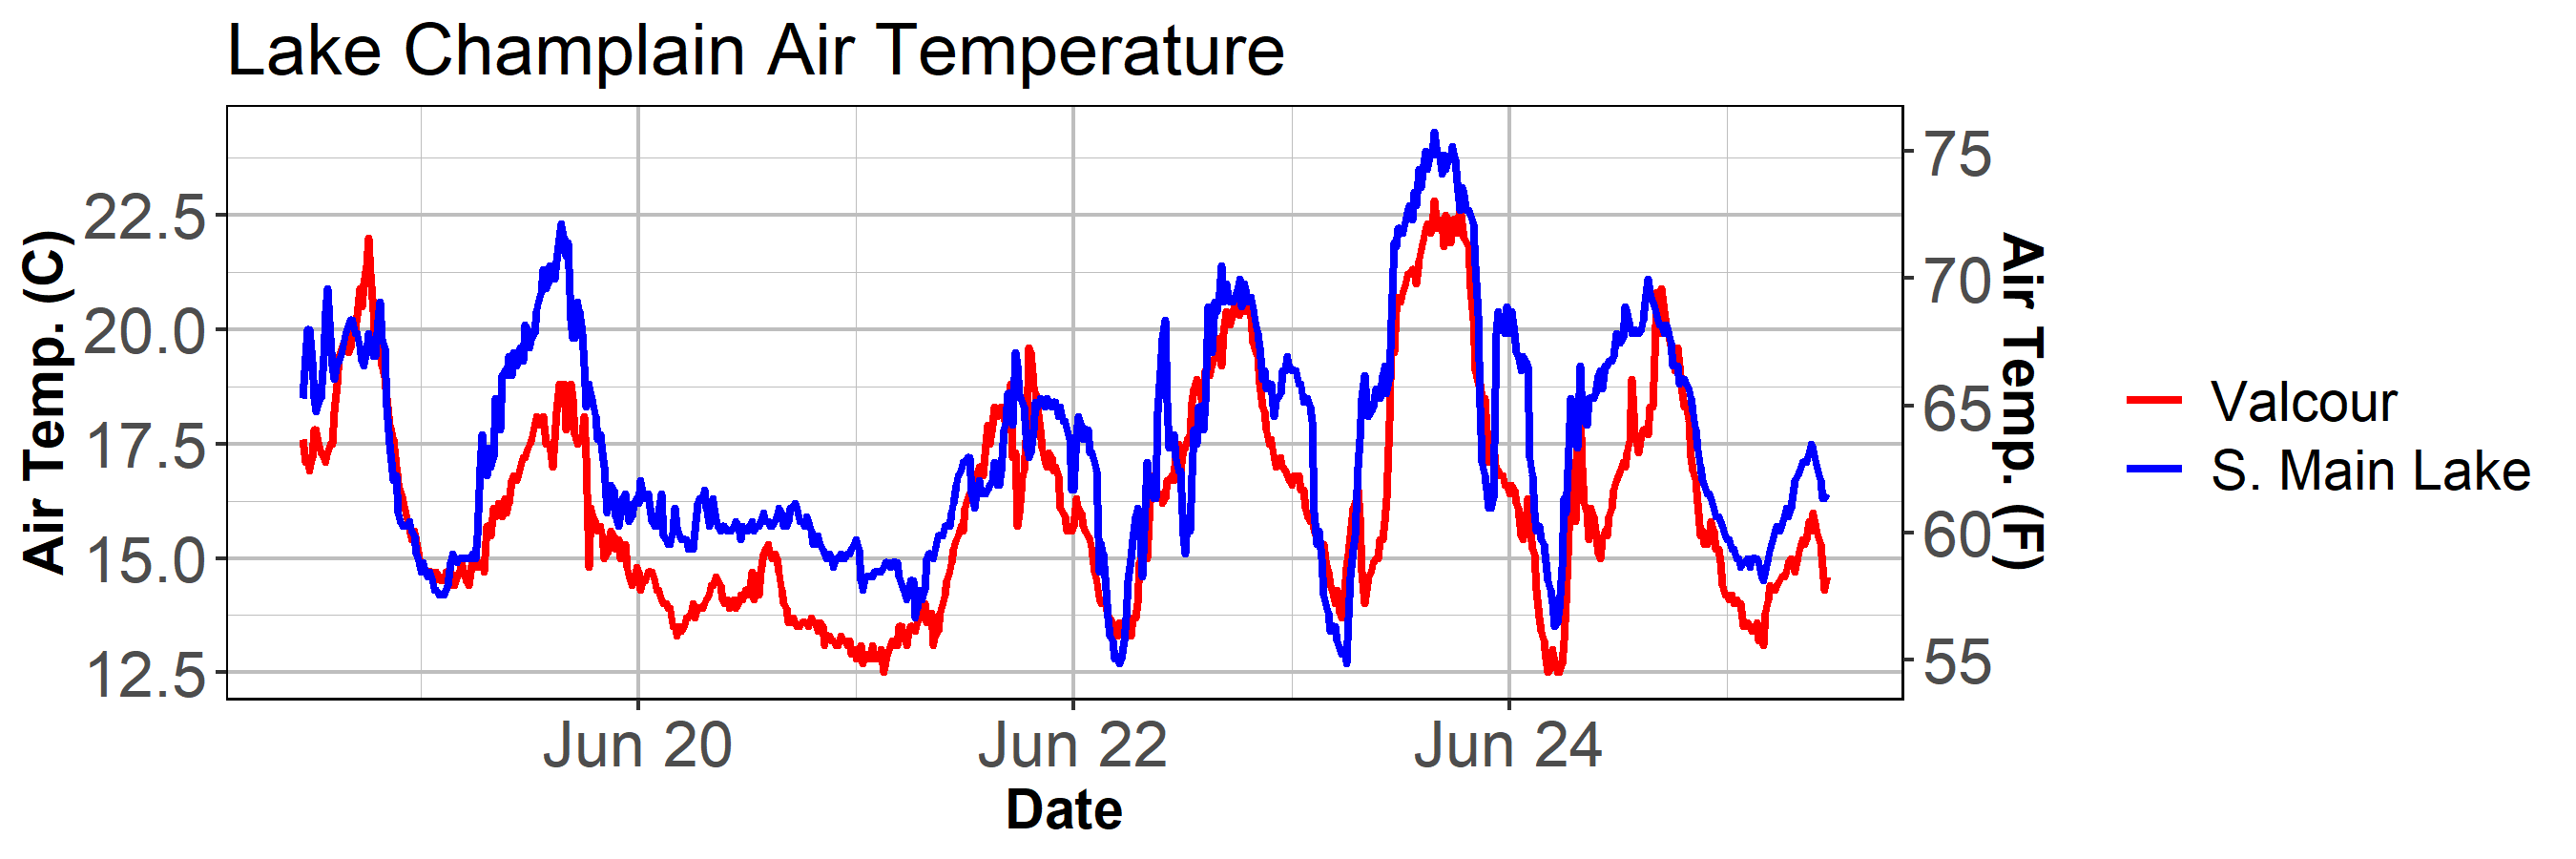 Lake Champlain Air Temperature
Air Temp. (C)
22.5
20.0
17.5
15.0
12.5
75
70
65
60
55
Air Temp. (F)
Jun 20
Jun 22
Jun 24
Date
Valcour
S. Main Lake